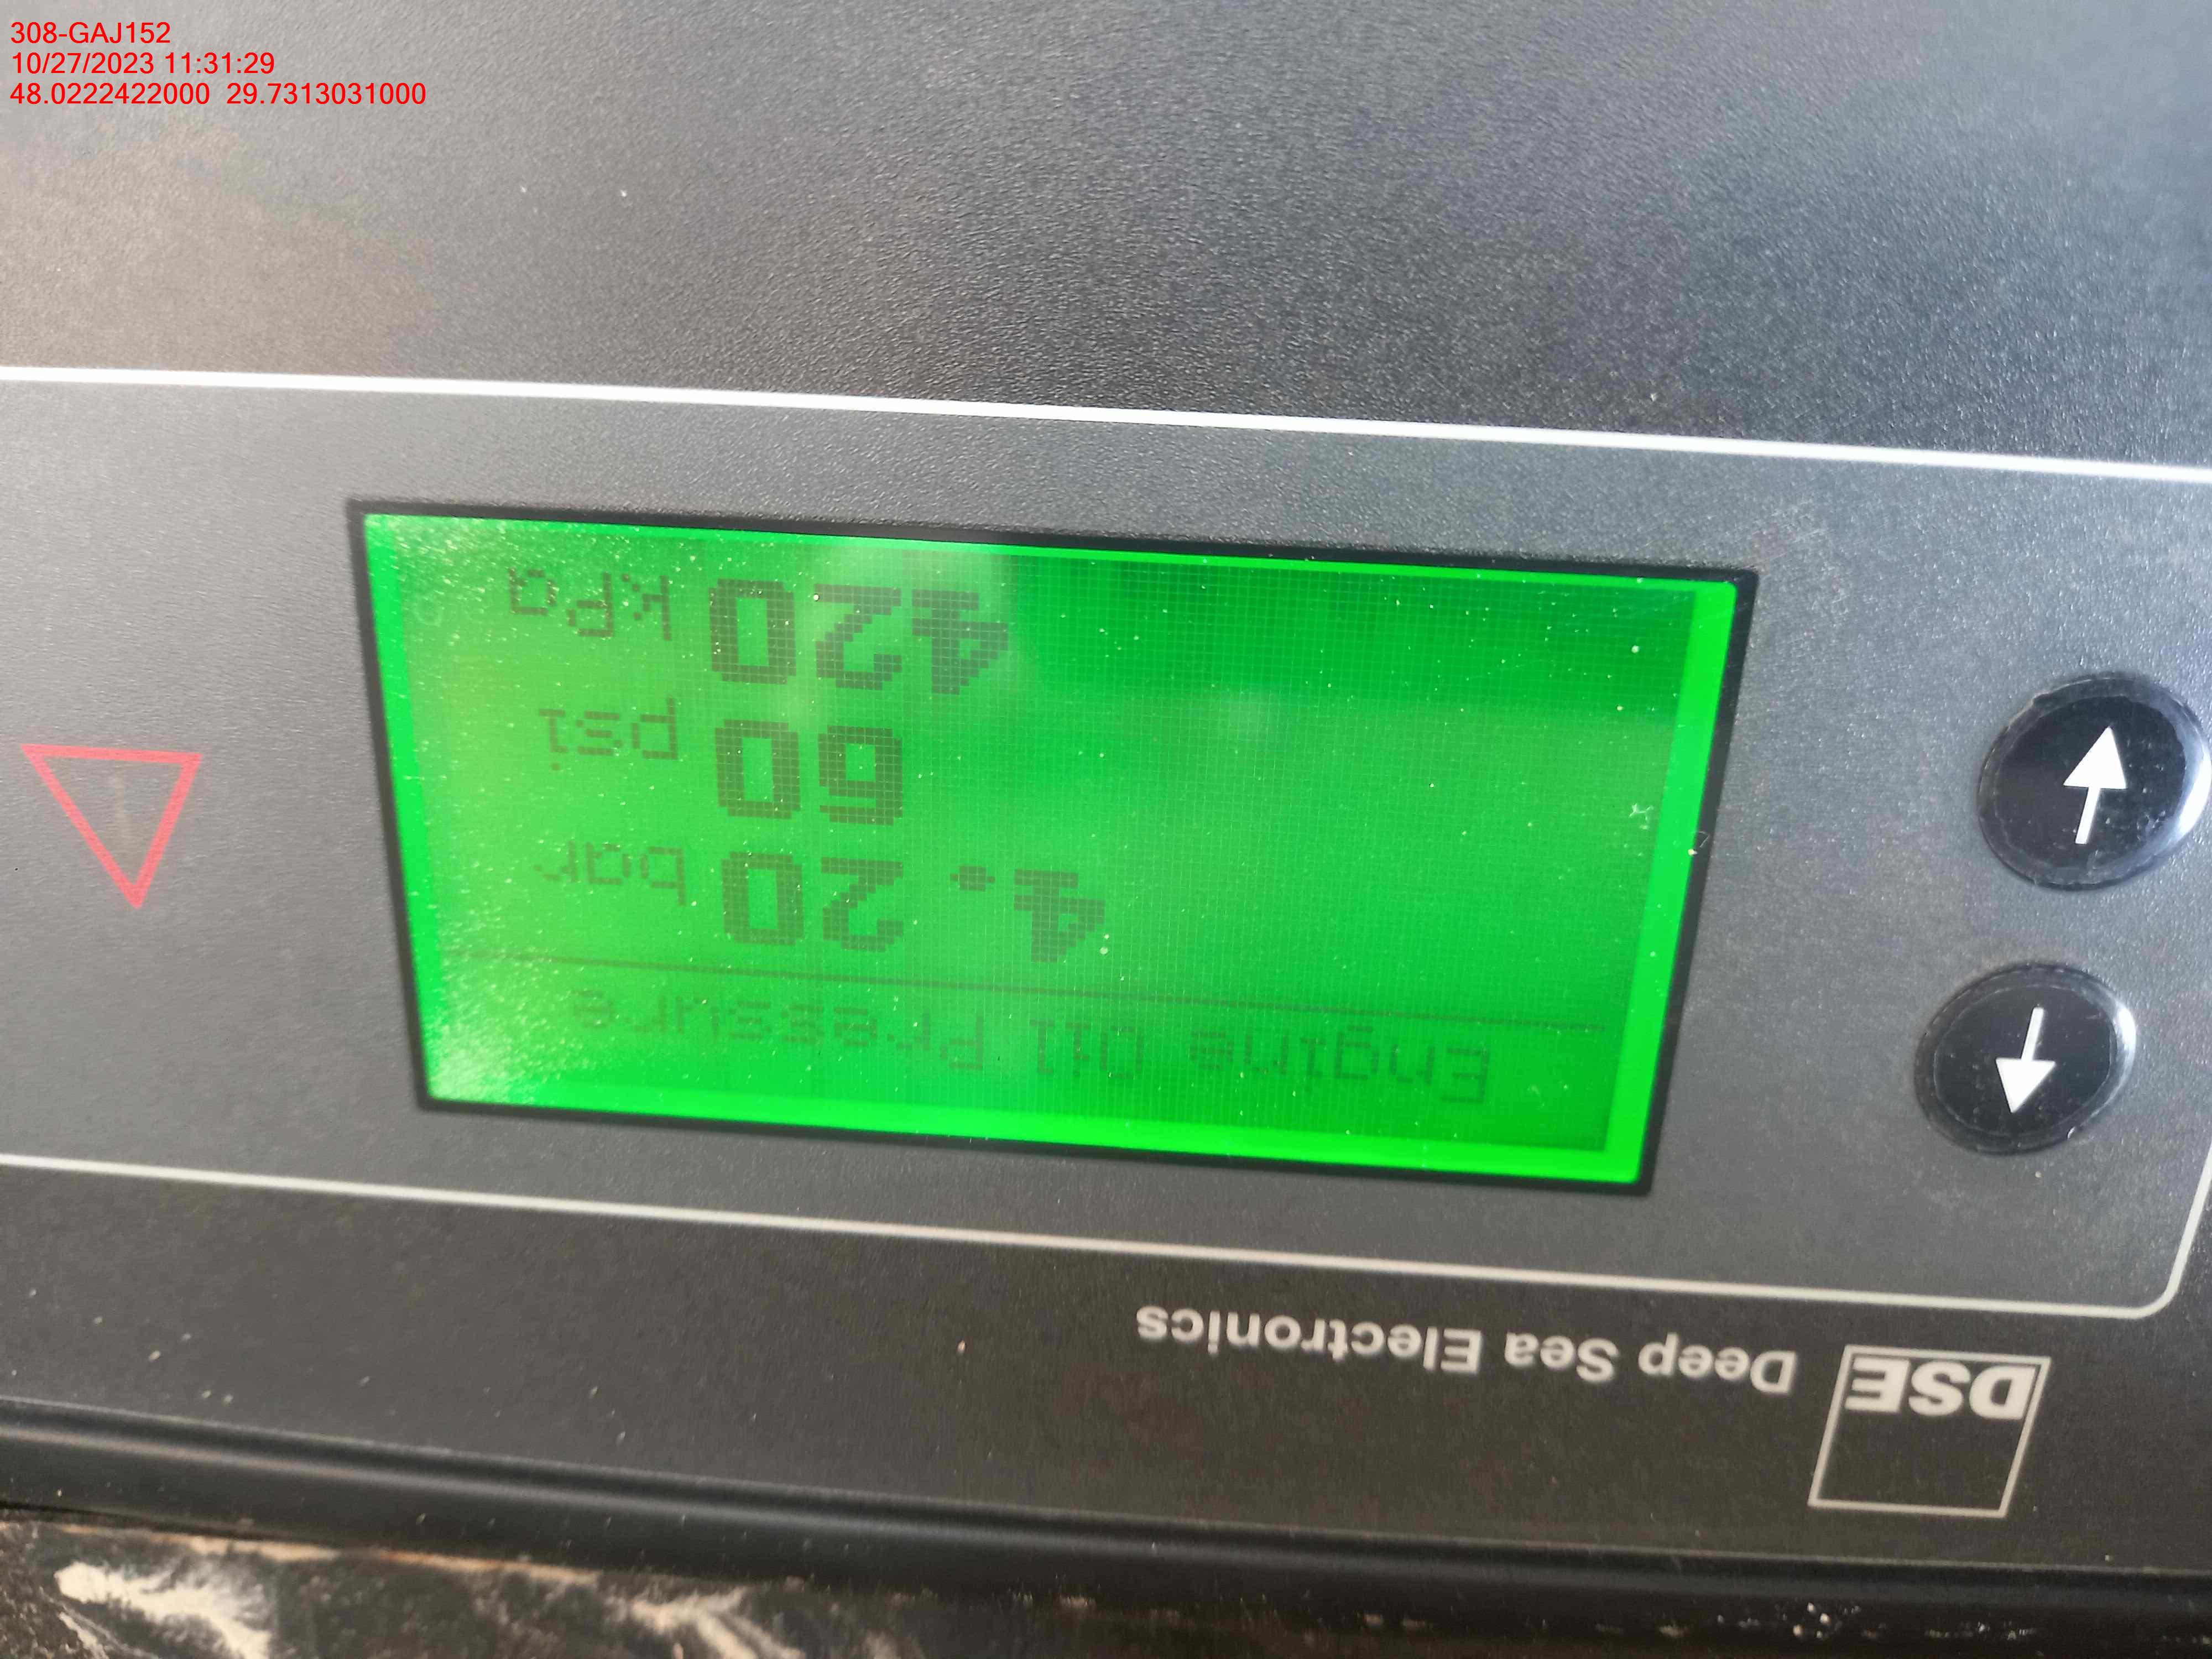 308-GAJ152
10/27/2023 11:31:29
48.0222422000 29.7313031000
DSE Deep Sea Electronics
Engine Oil Pressure
4.20 bar
60 psi
420 kPa